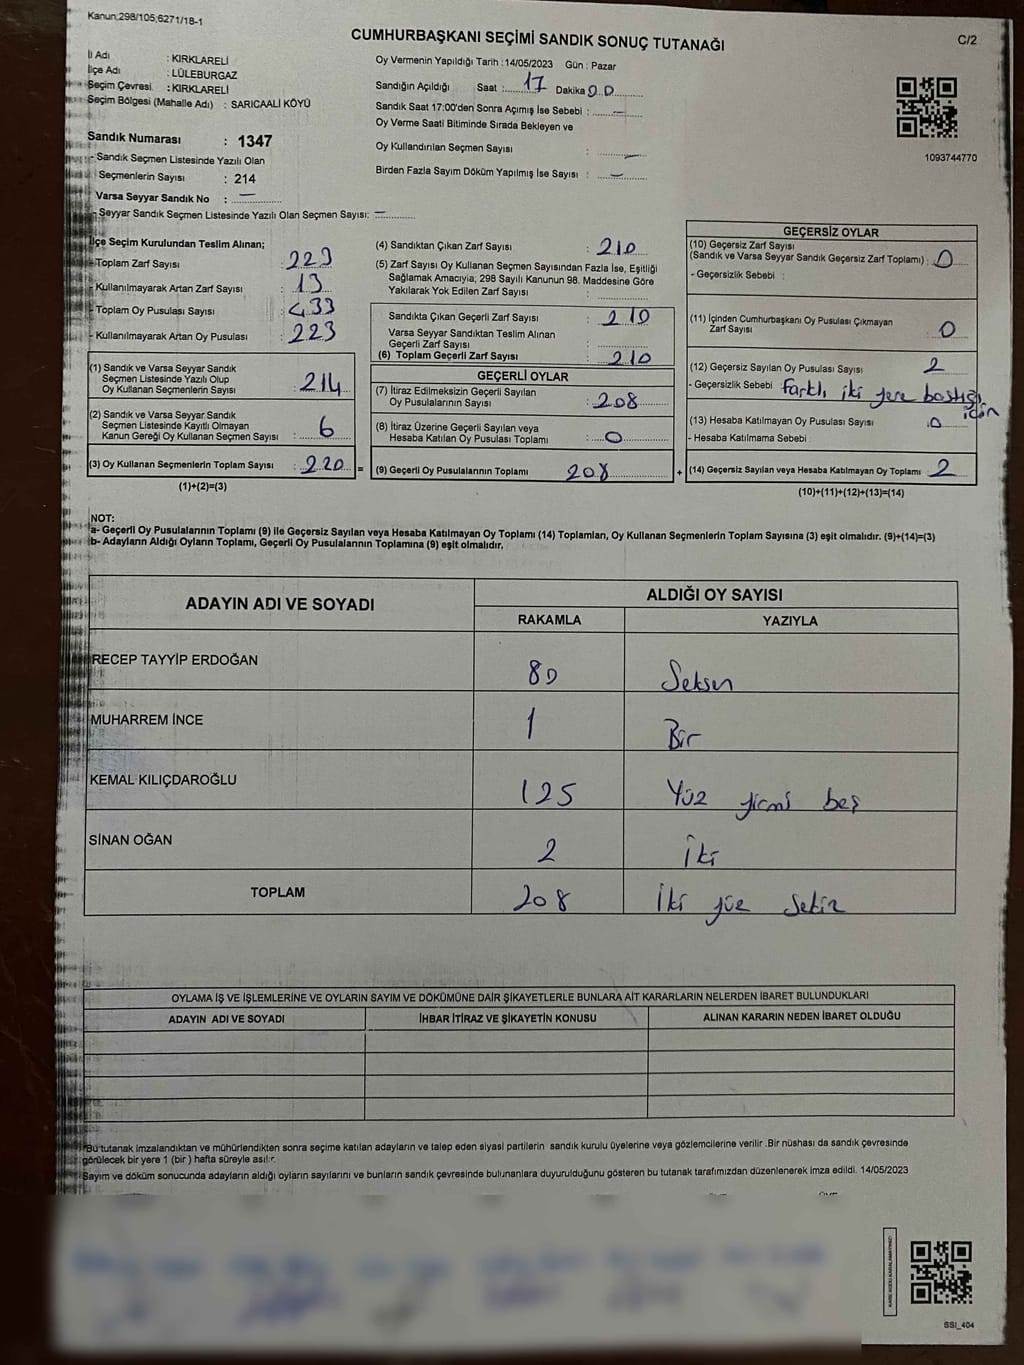 Kanun;298/105;6271/18-1
CUMHURBAŞKANI SEÇİMİ SANDIK SONUÇ TUTANAĞI
C/2
İl Adı : KIRKLARELİ
İlçe Adı : LÜLEBURGAZ
Seçim Çevresi : KIRKLARELİ
Seçim Bölgesi (Mahalle Adı) : SARICAALİ KÖYÜ
Sandık Numarası : 1347
- Sandık Seçmen Listesinde Yazılı Olan
Seçmenlerin Sayısı : 214
Varsa Seyyar Sandık No : —
- Seyyar Sandık Seçmen Listesinde Yazılı Olan Seçmen Sayısı: —
Oy Vermenin Yapıldığı Tarih :14/05/2023 Gün : Pazar
Sandığın Açıldığı Saat : 17 Dakika 00
Sandık Saat 17:00'den Sonra Açımış İse Sebebi : —
Oy Verme Saati Bitiminde Sırada Bekleyen ve
Oy Kullandırılan Seçmen Sayısı : —
Birden Fazla Sayım Döküm Yapılmış İse Sayısı : —
1093744770
İlçe Seçim Kurulundan Teslim Alınan;
- Toplam Zarf Sayısı : 223
- Kullanılmayarak Artan Zarf Sayısı : 13
- Toplam Oy Pusulası Sayısı : 433
- Kullanılmayarak Artan Oy Pusulası : 223
(1) Sandık ve Varsa Seyyar Sandık
Seçmen Listesinde Yazılı Olup
Oy Kullanan Seçmenlerin Sayısı : 214
(2) Sandık ve Varsa Seyyar Sandık
Seçmen Listesinde Kayıtlı Olmayan
Kanun Gereği Oy Kullanan Seçmen Sayısı : 6
(3) Oy Kullanan Seçmenlerin Toplam Sayısı : 220 =
(1)+(2)=(3)
(4) Sandıktan Çıkan Zarf Sayısı : 210
(5) Zarf Sayısı Oy Kullanan Seçmen Sayısından Fazla İse, Eşitliği
Sağlamak Amacıyla; 298 Sayılı Kanunun 98. Maddesine Göre
Yakılarak Yok Edilen Zarf Sayısı :
Sandıkta Çıkan Geçerli Zarf Sayısı : 210
Varsa Seyyar Sandıktan Teslim Alınan
Geçerli Zarf Sayısı :
(6) Toplam Geçerli Zarf Sayısı : 210
GEÇERLİ OYLAR
(7) İtiraz Edilmeksizin Geçerli Sayılan
Oy Pusulalarının Sayısı : 208
(8) İtiraz Üzerine Geçerli Sayılan veya
Hesaba Katılan Oy Pusulası Toplamı : 0
(9) Geçerli Oy Pusulalarının Toplamı 208 +
GEÇERSİZ OYLAR
(10) Geçersiz Zarf Sayısı
(Sandık ve Varsa Seyyar Sandık Geçersiz Zarf Toplamı) : 0
- Geçersizlik Sebebi :
(11) İçinden Cumhurbaşkanı Oy Pusulası Çıkmayan
Zarf Sayısı : 0
(12) Geçersiz Sayılan Oy Pusulası Sayısı 2
- Geçersizlik Sebebi : farklı iki yere bastığı
için
(13) Hesaba Katılmayan Oy Pusulası Sayısı : 0
- Hesaba Katılmama Sebebi :
(14) Geçersiz Sayılan veya Hesaba Katılmayan Oy Toplamı 2
(10)+(11)+(12)+(13)=(14)
NOT:
a- Geçerli Oy Pusulalarının Toplamı (9) ile Geçersiz Sayılan veya Hesaba Katılmayan Oy Toplamı (14) Toplamları, Oy Kullanan Seçmenlerin Toplam Sayısına (3) eşit olmalıdır. (9)+(14)=(3)
b- Adayların Aldığı Oyların Toplamı, Geçerli Oy Pusulalarının Toplamına (9) eşit olmalıdır.
ADAYIN ADI VE SOYADI
ALDIĞI OY SAYISI
RAKAMLA YAZIYLA
RECEP TAYYİP ERDOĞAN 80 Seksen
MUHARREM İNCE 1 Bir
KEMAL KILIÇDAROĞLU 125 Yüz yirmi beş
SİNAN OĞAN 2 İki
TOPLAM 208 İki yüz sekiz
OYLAMA İŞ VE İŞLEMLERİNE VE OYLARIN SAYIM VE DÖKÜMÜNE DAİR ŞİKAYETLERLE BUNLARA AİT KARARLARIN NELERDEN İBARET BULUNDUKLARI
ADAYIN ADI VE SOYADI İHBAR İTİRAZ VE ŞİKAYETİN KONUSU ALINAN KARARIN NEDEN İBARET OLDUĞU
Bu tutanak imzalandıktan ve mühürlendikten sonra seçime katılan adayların ve talep eden siyasi partilerin sandık kurulu üyelerine veya gözlemcilerine verilir .Bir nüshası da sandık çevresinde
görülecek bir yere 1 (bir ) hafta süreyle asılır.
Sayım ve döküm sonucunda adayların aldığı oyların sayılarını ve bunların sandık çevresinde bulunanlara duyurulduğunu gösteren bu tutanak tarafımızdan düzenlenerek imza edildi. 14/05/2023
KARE KODU KARALAMAYINIZ!
SSI_404